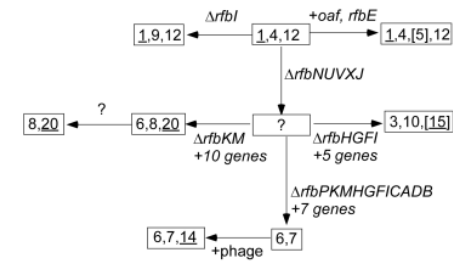 ΔrfbI
+oaf, rfbE
1,9,12
1,4,12
1,4,[5],12
ΔrfbNUVXJ
?
8,20
6,8,20
?
3,10,[15]
ΔrfbKM
+10 genes
ΔrfbHGFI
+5 genes
ΔrfbPKMHGFICADB
+7 genes
6,7,14
6,7
+phage